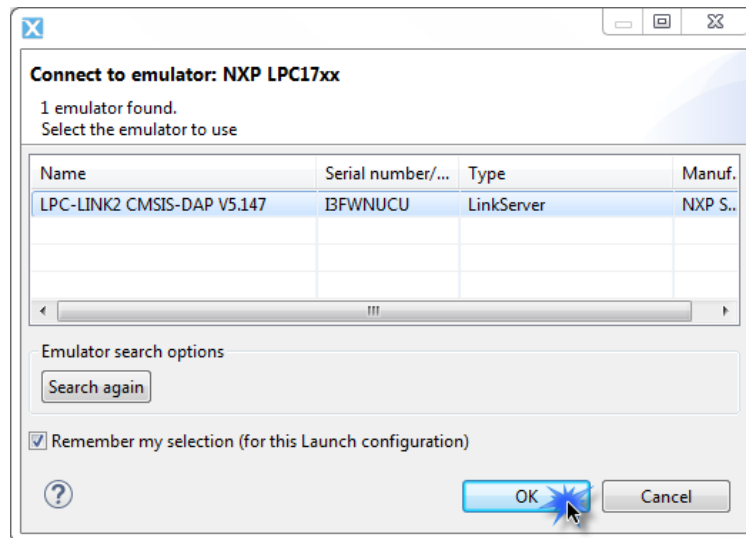 Connect to emulator: NXP LPC17xx
1 emulator found.
Select the emulator to use
Name Serial number/... Type Manuf.
LPC-LINK2 CMSIS-DAP V5.147 I3FWNUCU LinkServer NXP S...
Emulator search options
Search again
Remember my selection (for this Launch configuration)
? OK Cancel